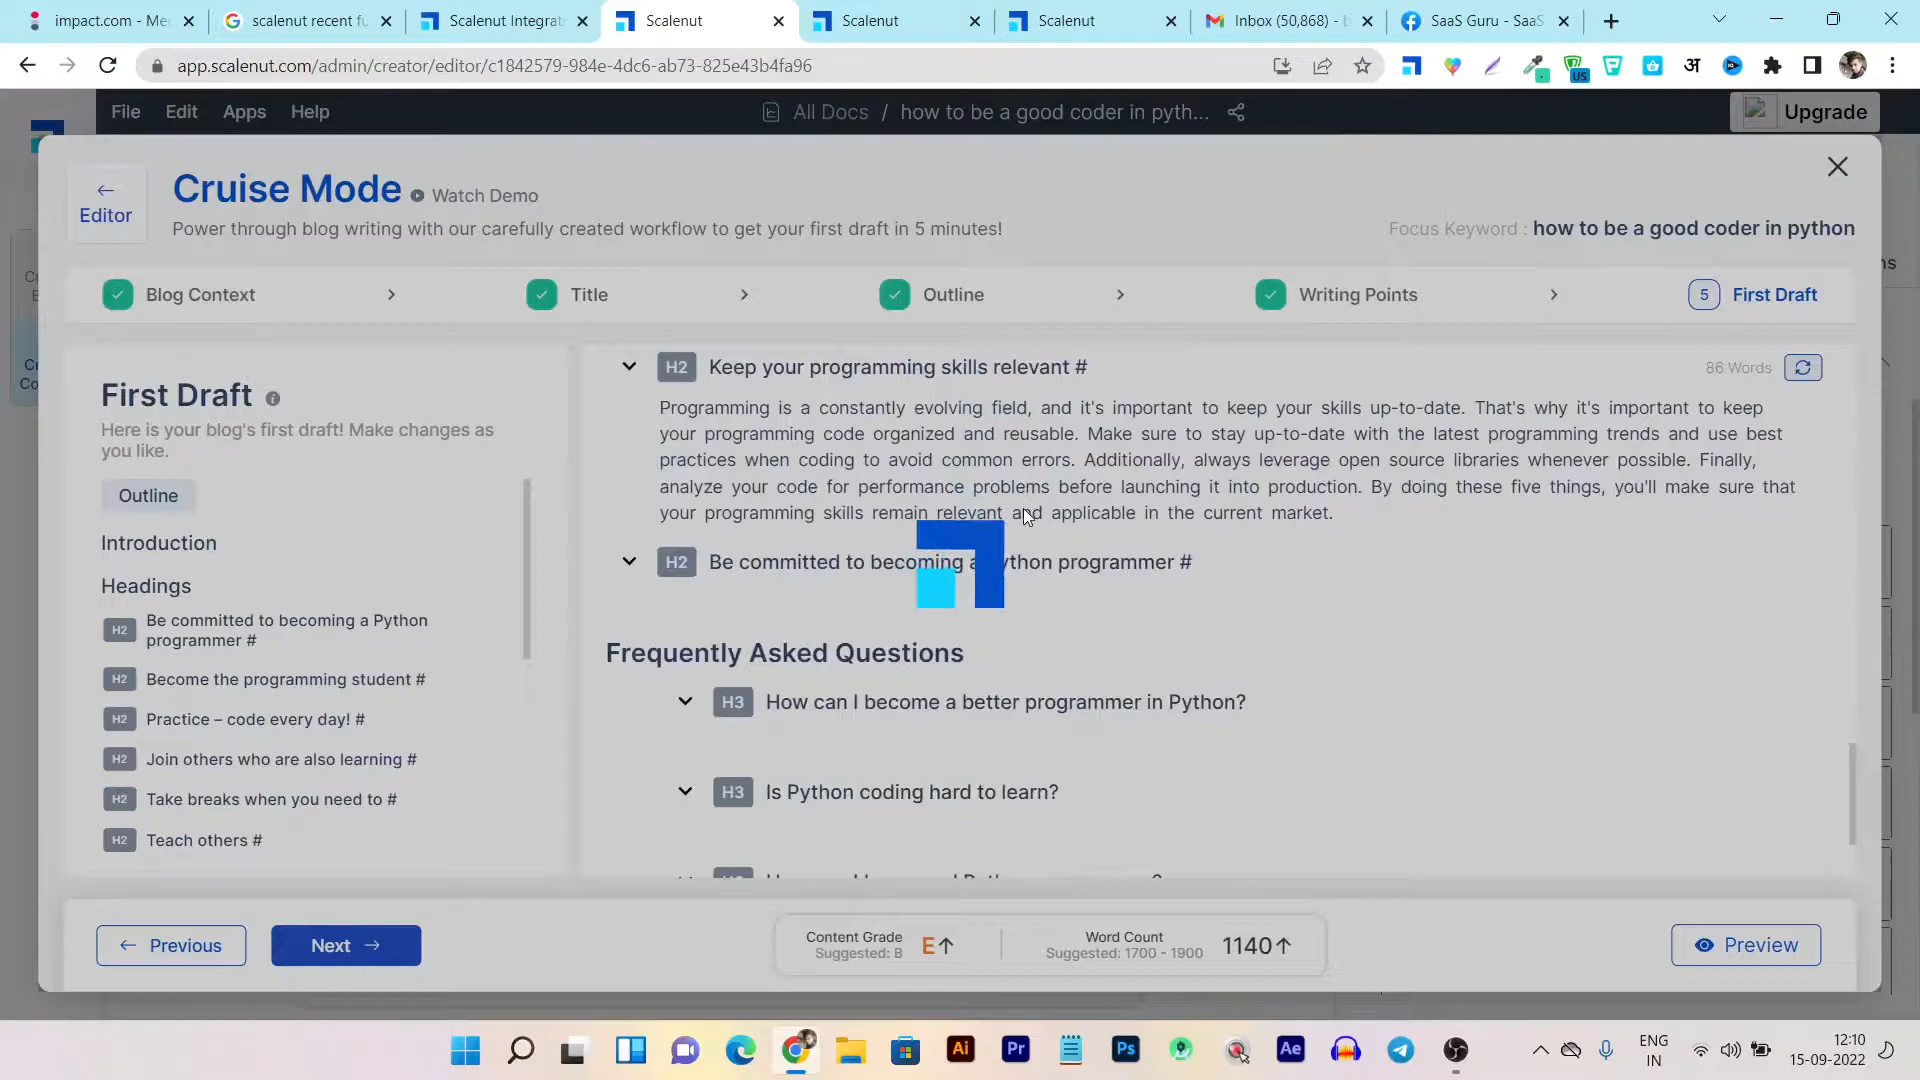 impact.com - Me
scalenut recent fu
Scalenut Integrat
Scalenut
Scalenut
Scalenut
Inbox (50,868) - b
SaaS Guru - SaaS
app.scalenut.com/admin/creator/editor/c1842579-984e-4dc6-ab73-825e43b4fa96
File Edit Apps Help
All Docs / how to be a good coder in pyth...
Upgrade
Editor
Cruise Mode
Watch Demo
Power through blog writing with our carefully created workflow to get your first draft in 5 minutes!
Focus Keyword : how to be a good coder in python
Blog Context
Title
Outline
Writing Points
5 First Draft
First Draft
Here is your blog's first draft! Make changes as
you like.
Outline
Introduction
Headings
H2 Be committed to becoming a Python
programmer #
H2 Become the programming student #
H2 Practice – code every day! #
H2 Join others who are also learning #
H2 Take breaks when you need to #
H2 Teach others #
H2 Keep your programming skills relevant #
86 Words
Programming is a constantly evolving field, and it's important to keep your skills up-to-date. That's why it's important to keep
your programming code organized and reusable. Make sure to stay up-to-date with the latest programming trends and use best
practices when coding to avoid common errors. Additionally, always leverage open source libraries whenever possible. Finally,
analyze your code for performance problems before launching it into production. By doing these five things, you'll make sure that
your programming skills remain relevant and applicable in the current market.
H2 Be committed to becoming a ython programmer #
Frequently Asked Questions
H3 How can I become a better programmer in Python?
H3 Is Python coding hard to learn?
Previous
Next
Content Grade
Suggested: B
E
Word Count
Suggested: 1700 - 1900
1140
Preview
ENG
IN
12:10
15-09-2022